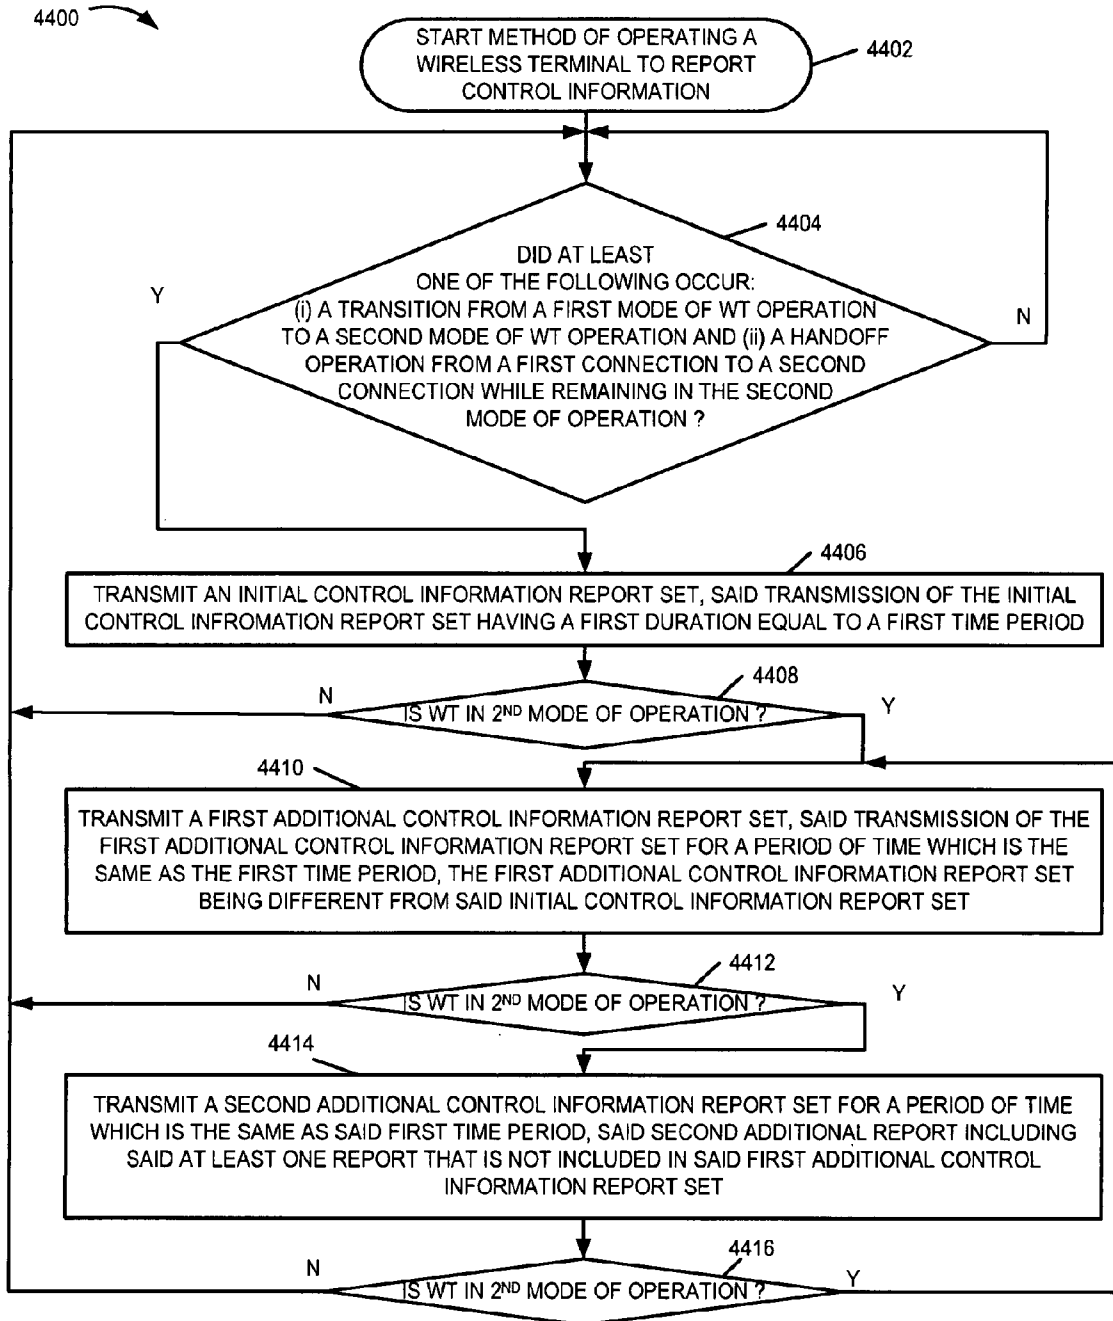 4400
START METHOD OF OPERATING A
WIRELESS TERMINAL TO REPORT
CONTROL INFORMATION
4402
4404
DID AT LEAST
ONE OF THE FOLLOWING OCCUR:
(i) A TRANSITION FROM A FIRST MODE OF WT OPERATION
TO A SECOND MODE OF WT OPERATION AND (ii) A HANDOFF
OPERATION FROM A FIRST CONNECTION TO A SECOND
CONNECTION WHILE REMAINING IN THE SECOND
MODE OF OPERATION ?
Y
N
4406
TRANSMIT AN INITIAL CONTROL INFORMATION REPORT SET, SAID TRANSMISSION OF THE INITIAL
CONTROL INFROMATION REPORT SET HAVING A FIRST DURATION EQUAL TO A FIRST TIME PERIOD
4408
N
IS WT IN 2ND MODE OF OPERATION ?
Y
4410
TRANSMIT A FIRST ADDITIONAL CONTROL INFORMATION REPORT SET, SAID TRANSMISSION OF THE
FIRST ADDITIONAL CONTROL INFORMATION REPORT SET FOR A PERIOD OF TIME WHICH IS THE
SAME AS THE FIRST TIME PERIOD, THE FIRST ADDITIONAL CONTROL INFORMATION REPORT SET
BEING DIFFERENT FROM SAID INITIAL CONTROL INFORMATION REPORT SET
4412
N
IS WT IN 2ND MODE OF OPERATION ?
Y
4414
TRANSMIT A SECOND ADDITIONAL CONTROL INFORMATION REPORT SET FOR A PERIOD OF TIME
WHICH IS THE SAME AS SAID FIRST TIME PERIOD, SAID SECOND ADDITIONAL REPORT INCLUDING
SAID AT LEAST ONE REPORT THAT IS NOT INCLUDED IN SAID FIRST ADDITIONAL CONTROL
INFORMATION REPORT SET
4416
N
IS WT IN 2ND MODE OF OPERATION ?
Y